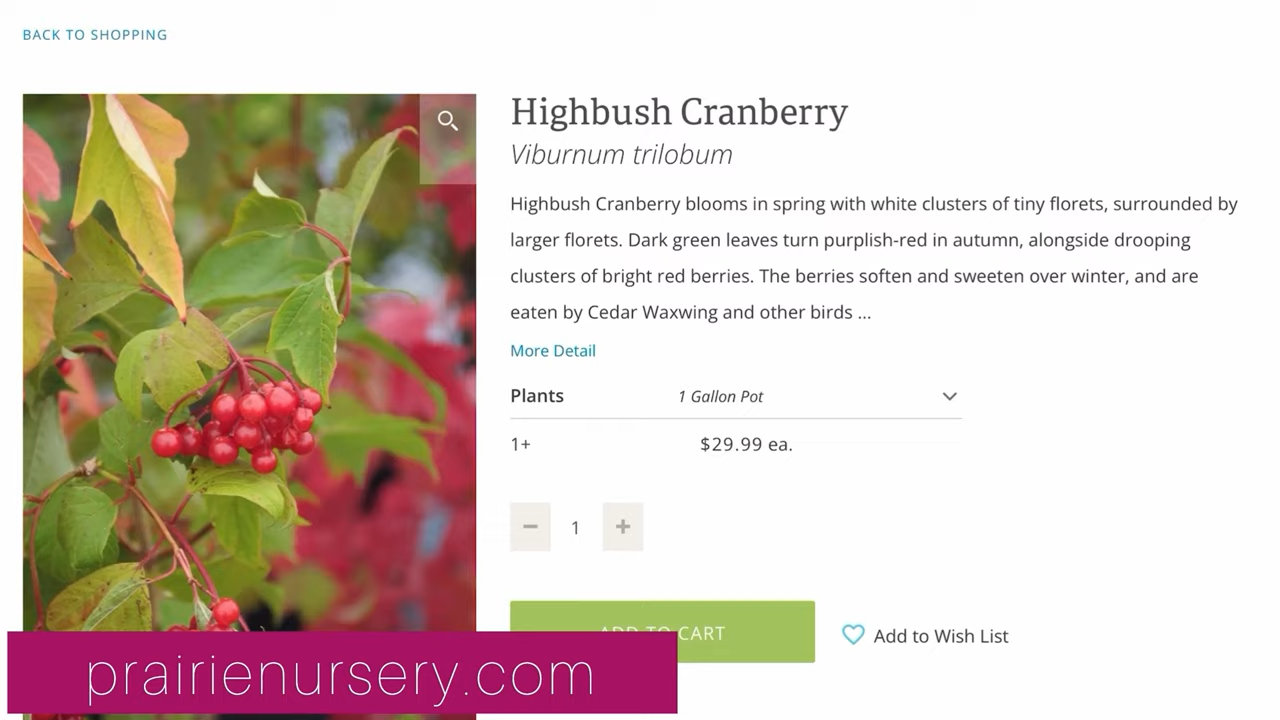 BACK TO SHOPPING
Highbush Cranberry
Viburnum trilobum
Highbush Cranberry blooms in spring with white clusters of tiny florets, surrounded by
larger florets. Dark green leaves turn purplish-red in autumn, alongside drooping
clusters of bright red berries. The berries soften and sweeten over winter, and are
eaten by Cedar Waxwing and other birds ...
More Detail
Plants 1 Gallon Pot
1+ $29.99 ea.
1
ADD TO CART
Add to Wish List
prairienursery.com